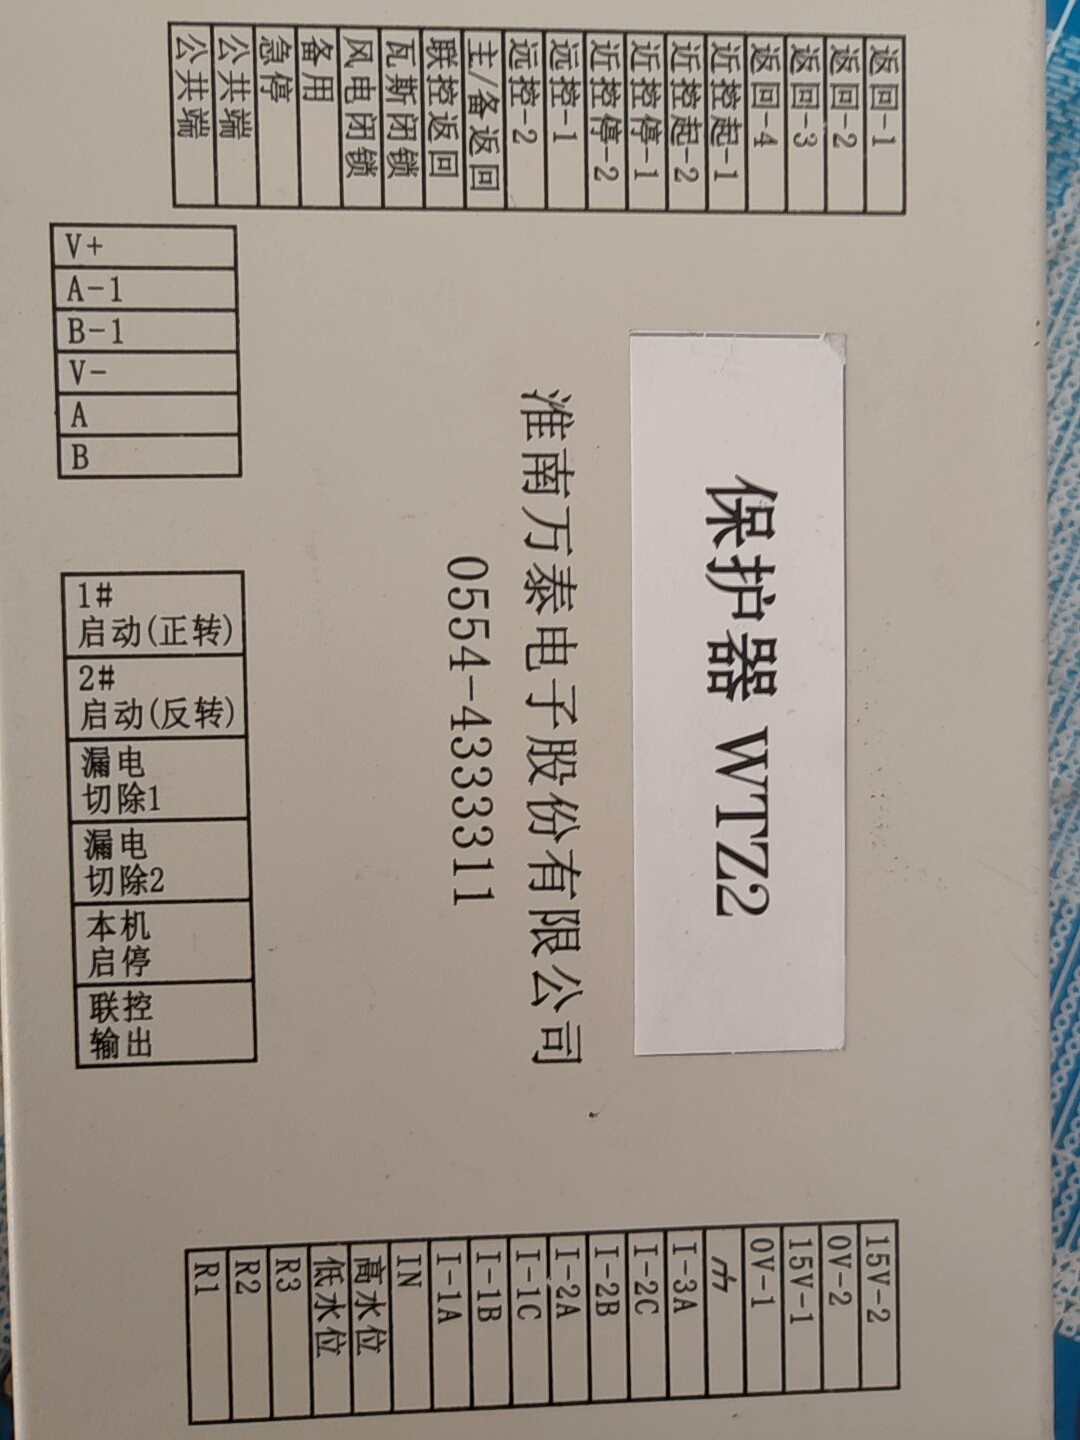 返回-1
返回-2
返回-3
返回-4
近控起-1
近控起-2
近控停-1
近控停-2
远控-1
远控-2
主/备返回
联控返回
瓦斯闭锁
风电闭锁
备用
急停
公共端
公共端
V+
A-1
B-1
V-
A
B
保护器 WTZ2
淮南万泰电子股份有限公司
0554-4333311
1#
启动(正转)
2#
启动(反转)
漏电
切除1
漏电
切除2
本机
启停
联控
输出
15V-2
0V-2
15V-1
0V-1
I-3A
I-2C
I-2B
I-2A
I-1C
I-1B
I-1A
IN
高水位
低水位
R3
R2
R1